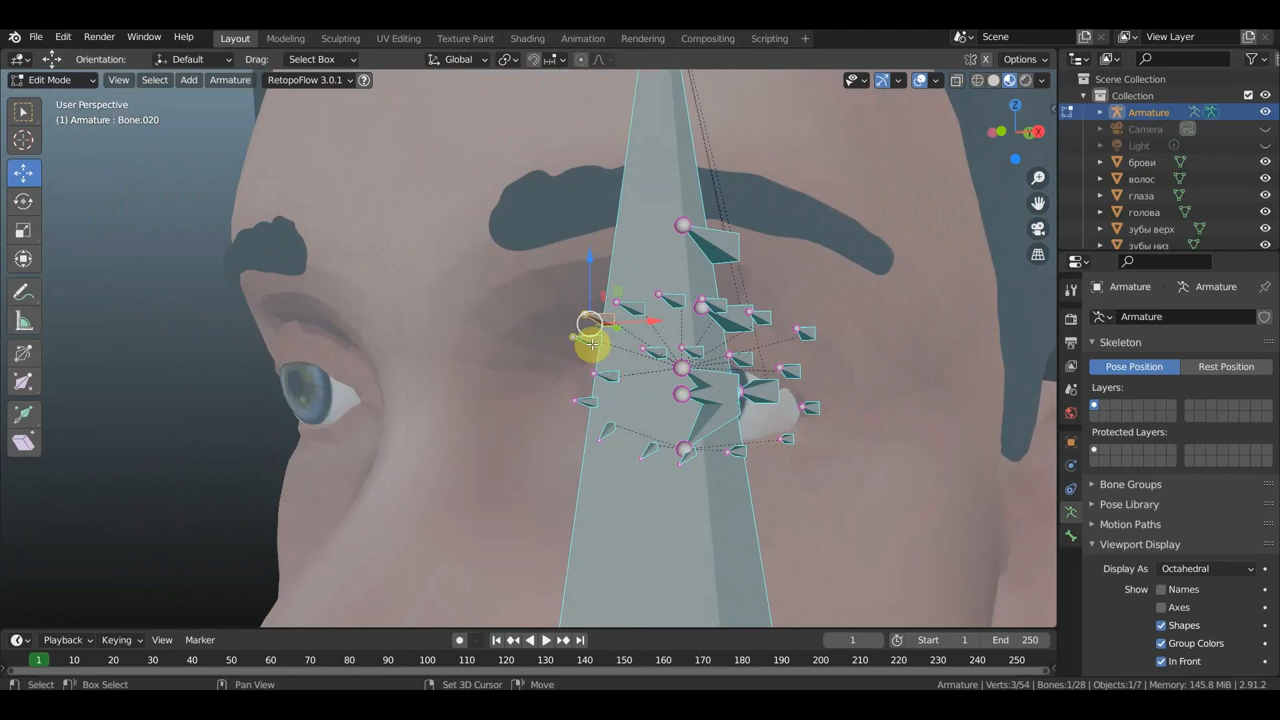 File Edit Render Window Help Layout Modeling Sculpting UV Editing Texture Paint Shading Animation Rendering Compositing Scripting + Scene View Layer
Orientation: Default Drag: Select Box Global X Options
Edit Mode View Select Add Armature RetopoFlow 3.0.1 ?
User Perspective
(1) Armature : Bone.020
Z
X
Y
Scene Collection
Collection
Armature
Camera
Light
брови
волос
глаза
голова
зубы верх
зубы низ
Armature Armature
Armature
Skeleton
Pose Position Rest Position
Layers:
Protected Layers:
Bone Groups
Pose Library
Motion Paths
Viewport Display
Display As Octahedral
Show Names
Axes
Shapes
Group Colors
In Front
Playback Keying View Marker 1 Start 1 End 250
1 10 20 30 40 50 60 70 80 90 100 110 120 130 140 150 160 170 180 190 200 210 220 230 240 250
Select Box Select Pan View Set 3D Cursor Move Armature | Verts:3/54 | Bones:1/28 | Objects:1/7 | Memory: 145.8 MiB | 2.91.2